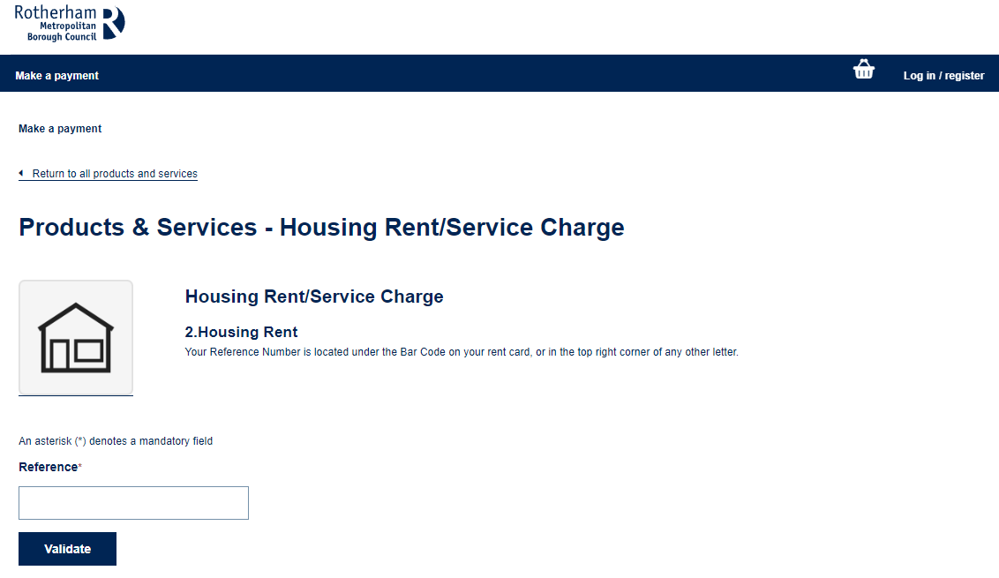 Rotherham
Metropolitan
Borough Council
Make a payment
Log in / register
Make a payment
Return to all products and services
Products & Services - Housing Rent/Service Charge
Housing Rent/Service Charge
2.Housing Rent
Your Reference Number is located under the Bar Code on your rent card, or in the top right corner of any other letter.
An asterisk (*) denotes a mandatory field
Reference*
Validate